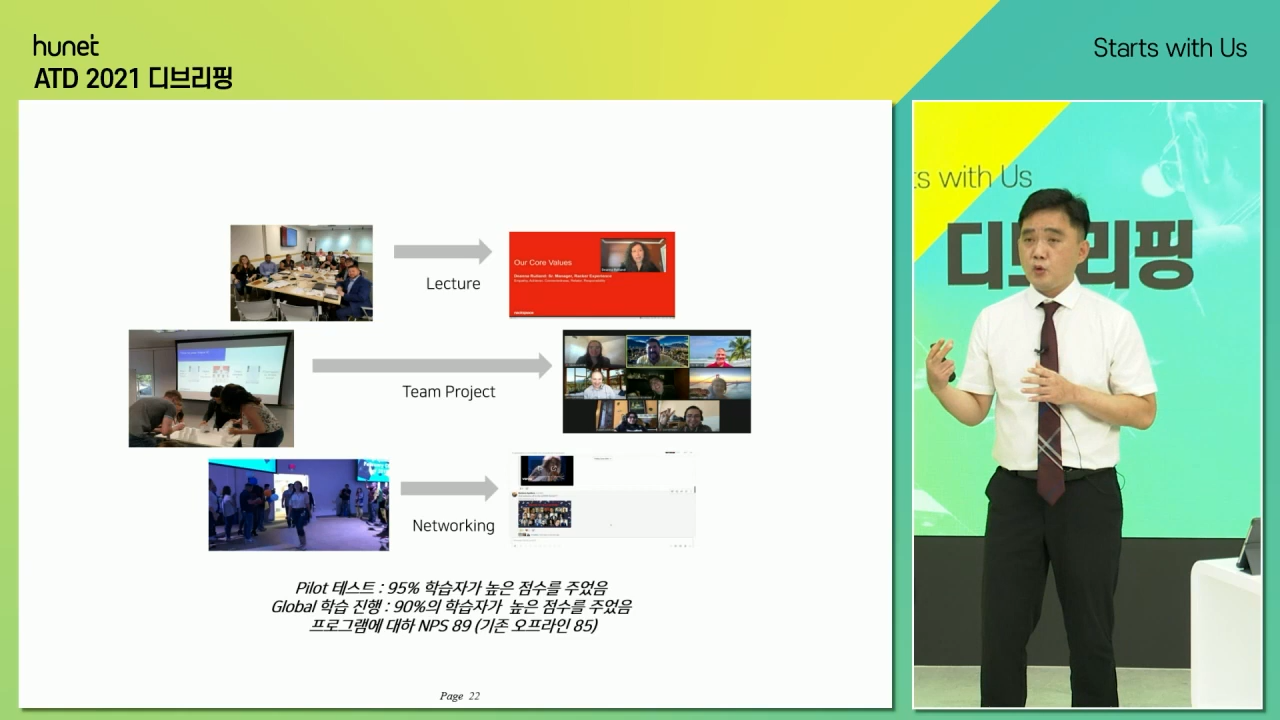 hunet
ATD 2021 디브리핑
Starts with Us
ts with Us
디브리핑
Lecture
Our Core Values
Team Project
Networking
Pilot 테스트 : 95% 학습자가 높은 점수를 주었음
Global 학습 진행 : 90%의 학습자가 높은 점수를 주었음
프로그램에 대하 NPS 89 (기존 오프라인 85)
Page 22